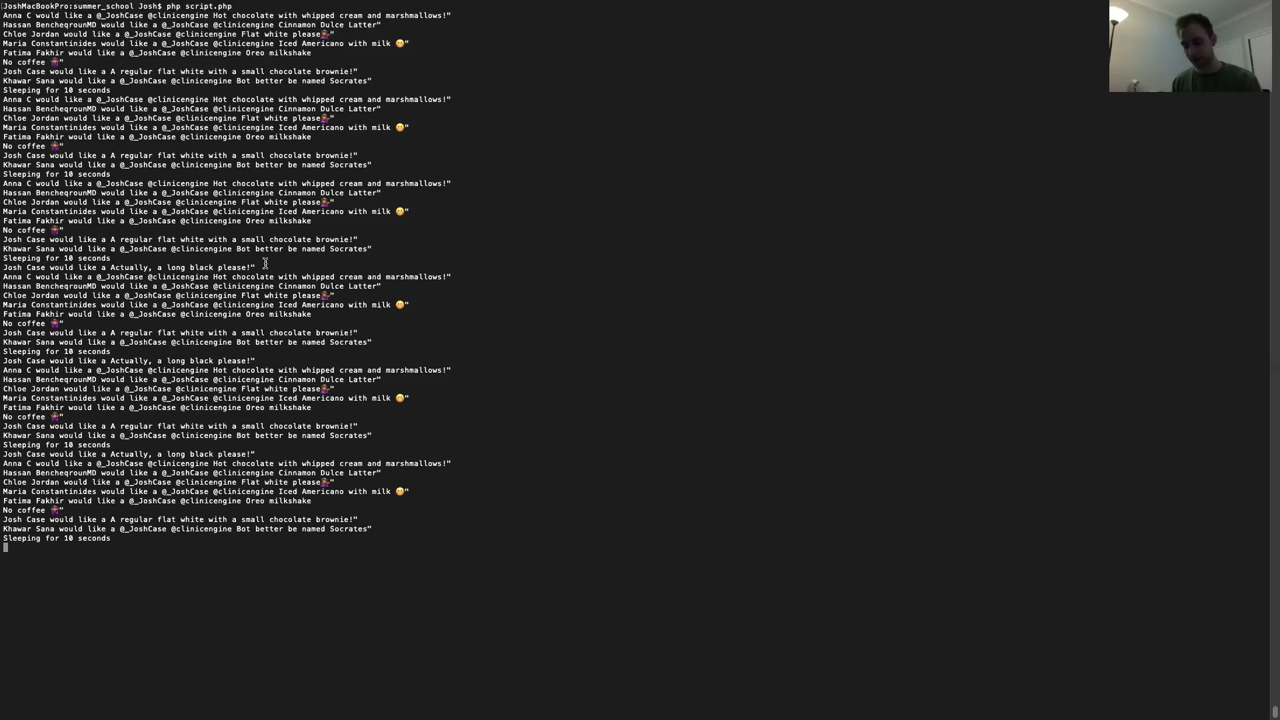 JoshMacBookPro:summer_school Josh$ php script.php
Anna C would like a @_JoshCase @clinicengine Hot chocolate with whipped cream and marshmallows!"
Hassan BencheqrounMD would like a @_JoshCase @clinicengine Cinnamon Dulce Latter"
Chloe Jordan would like a @_JoshCase @clinicengine Flat white please💁🏾‍♀️"
Maria Constantinides would like a @_JoshCase @clinicengine Iced Americano with milk 🤭"
Fatima Fakhir would like a @_JoshCase @clinicengine Oreo milkshake
No coffee 🙅🏾‍♀️"
Josh Case would like a A regular flat white with a small chocolate brownie!"
Khawar Sana would like a @_JoshCase @clinicengine Bot better be named Socrates"
Sleeping for 10 seconds
Anna C would like a @_JoshCase @clinicengine Hot chocolate with whipped cream and marshmallows!"
Hassan BencheqrounMD would like a @_JoshCase @clinicengine Cinnamon Dulce Latter"
Chloe Jordan would like a @_JoshCase @clinicengine Flat white please💁🏾‍♀️"
Maria Constantinides would like a @_JoshCase @clinicengine Iced Americano with milk 🤭"
Fatima Fakhir would like a @_JoshCase @clinicengine Oreo milkshake
No coffee 🙅🏾‍♀️"
Josh Case would like a A regular flat white with a small chocolate brownie!"
Khawar Sana would like a @_JoshCase @clinicengine Bot better be named Socrates"
Sleeping for 10 seconds
Anna C would like a @_JoshCase @clinicengine Hot chocolate with whipped cream and marshmallows!"
Hassan BencheqrounMD would like a @_JoshCase @clinicengine Cinnamon Dulce Latter"
Chloe Jordan would like a @_JoshCase @clinicengine Flat white please💁🏾‍♀️"
Maria Constantinides would like a @_JoshCase @clinicengine Iced Americano with milk 🤭"
Fatima Fakhir would like a @_JoshCase @clinicengine Oreo milkshake
No coffee 🙅🏾‍♀️"
Josh Case would like a A regular flat white with a small chocolate brownie!"
Khawar Sana would like a @_JoshCase @clinicengine Bot better be named Socrates"
Sleeping for 10 seconds
Josh Case would like a Actually, a long black please!"
Anna C would like a @_JoshCase @clinicengine Hot chocolate with whipped cream and marshmallows!"
Hassan BencheqrounMD would like a @_JoshCase @clinicengine Cinnamon Dulce Latter"
Chloe Jordan would like a @_JoshCase @clinicengine Flat white please💁🏾‍♀️"
Maria Constantinides would like a @_JoshCase @clinicengine Iced Americano with milk 🤭"
Fatima Fakhir would like a @_JoshCase @clinicengine Oreo milkshake
No coffee 🙅🏾‍♀️"
Josh Case would like a A regular flat white with a small chocolate brownie!"
Khawar Sana would like a @_JoshCase @clinicengine Bot better be named Socrates"
Sleeping for 10 seconds
Josh Case would like a Actually, a long black please!"
Anna C would like a @_JoshCase @clinicengine Hot chocolate with whipped cream and marshmallows!"
Hassan BencheqrounMD would like a @_JoshCase @clinicengine Cinnamon Dulce Latter"
Chloe Jordan would like a @_JoshCase @clinicengine Flat white please💁🏾‍♀️"
Maria Constantinides would like a @_JoshCase @clinicengine Iced Americano with milk 🤭"
Fatima Fakhir would like a @_JoshCase @clinicengine Oreo milkshake
No coffee 🙅🏾‍♀️"
Josh Case would like a A regular flat white with a small chocolate brownie!"
Khawar Sana would like a @_JoshCase @clinicengine Bot better be named Socrates"
Sleeping for 10 seconds
Josh Case would like a Actually, a long black please!"
Anna C would like a @_JoshCase @clinicengine Hot chocolate with whipped cream and marshmallows!"
Hassan BencheqrounMD would like a @_JoshCase @clinicengine Cinnamon Dulce Latter"
Chloe Jordan would like a @_JoshCase @clinicengine Flat white please💁🏾‍♀️"
Maria Constantinides would like a @_JoshCase @clinicengine Iced Americano with milk 🤭"
Fatima Fakhir would like a @_JoshCase @clinicengine Oreo milkshake
No coffee 🙅🏾‍♀️"
Josh Case would like a A regular flat white with a small chocolate brownie!"
Khawar Sana would like a @_JoshCase @clinicengine Bot better be named Socrates"
Sleeping for 10 seconds